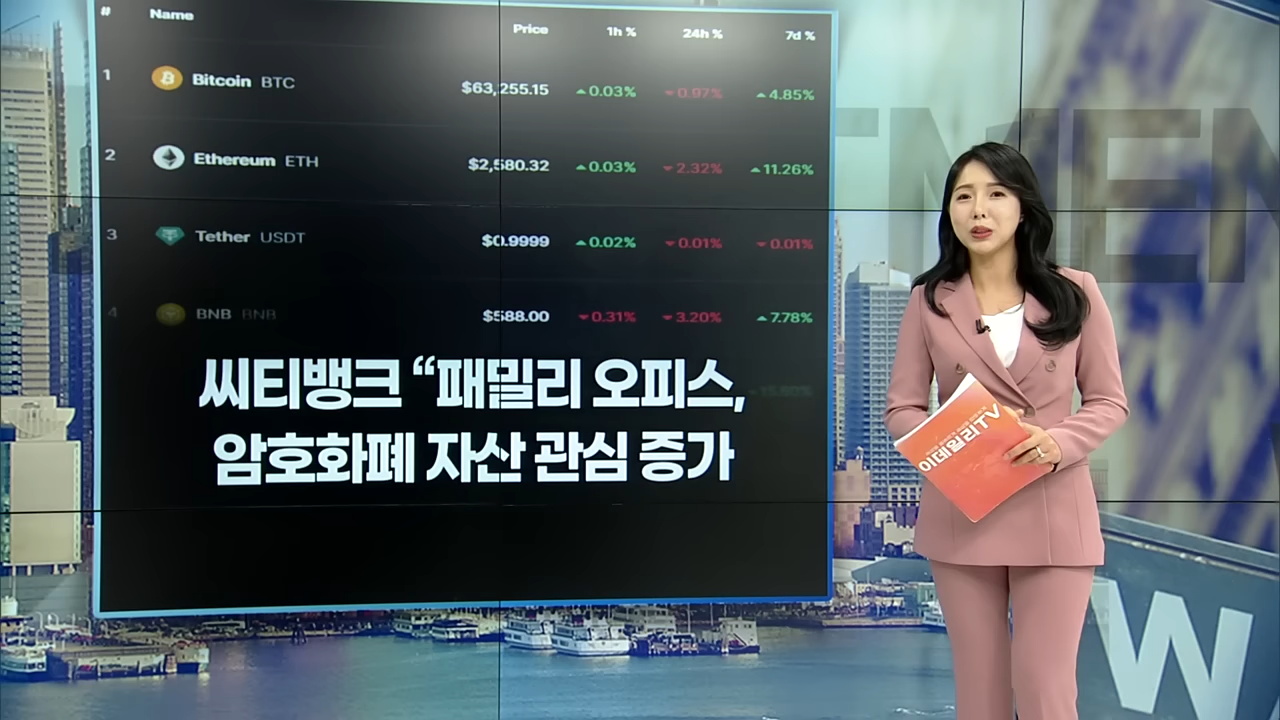 # Name Price 1h % 24h % 7d %
1 Bitcoin BTC $63,255.15 0.03% 0.97% 4.85%
2 Ethereum ETH $2,580.32 0.03% 2.32% 11.26%
3 Tether USDT $0.9999 0.02% 0.01% 0.01%
4 BNB BNB $588.00 0.31% 3.20% 7.78%
씨티뱅크 “패밀리 오피스,
암호화폐 자산 관심 증가
이데일리TV
TMEN
WA